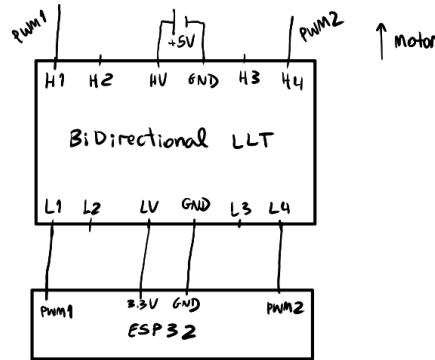 PWM1
+5V
PWM2
↑ Motor
H1 H2 HV GND H3 H4
BiDirectional LLT
L1 L2 LV GND L3 L4
PWM1 3.3V GND PWM2
ESP32